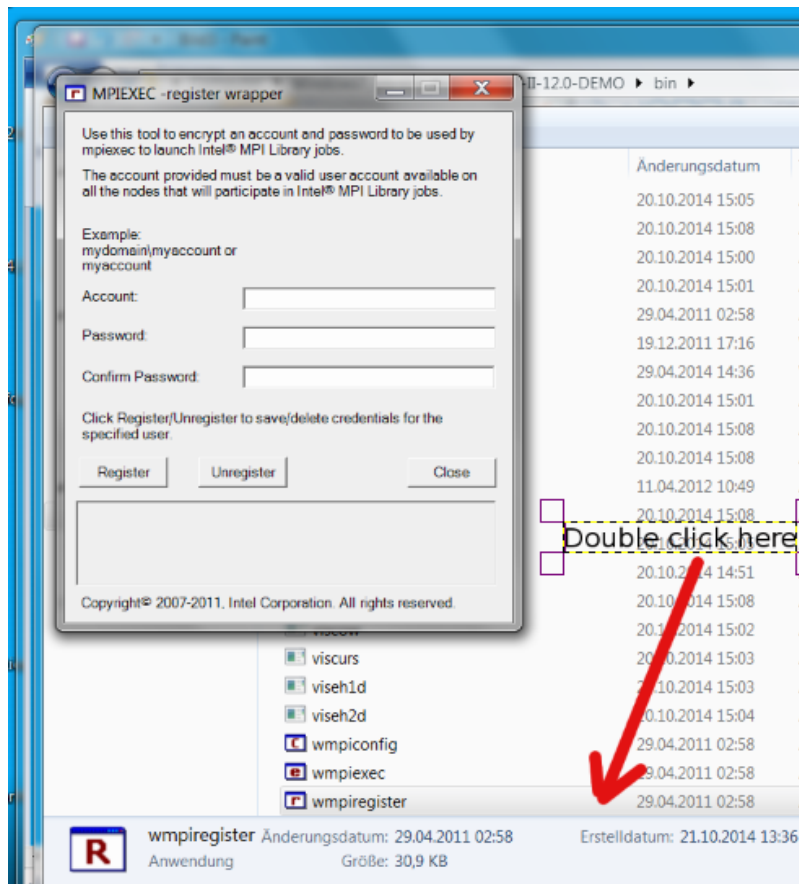 MPIEXEC -register wrapper
-II-12.0-DEMO ▸ bin ▸
Use this tool to encrypt an account and password to be used by
mpiexec to launch Intel® MPI Library jobs.
The account provided must be a valid user account available on
all the nodes that will participate in Intel® MPI Library jobs.
Example:
mydomain\myaccount or
myaccount
Account:
Password:
Confirm Password:
Click Register/Unregister to save/delete credentials for the
specified user.
Register Unregister Close
Copyright© 2007-2011, Intel Corporation. All rights reserved.
Änderungsdatum
20.10.2014 15:05
20.10.2014 15:08
20.10.2014 15:00
20.10.2014 15:01
29.04.2011 02:58
19.12.2011 17:16
29.04.2014 14:36
20.10.2014 15:01
20.10.2014 15:08
20.10.2014 15:08
11.04.2012 10:49
20.10.2014 15:08
Double click here
20.10.2014 14:51
20.10.2014 15:08
20.10.2014 15:02
viscurs 20.10.2014 15:03
viseh1d 20.10.2014 15:03
viseh2d 20.10.2014 15:04
wmpiconfig 29.04.2011 02:58
wmpiexec 29.04.2011 02:58
wmpiregister 29.04.2011 02:58
wmpiregister Änderungsdatum: 29.04.2011 02:58 Erstelldatum: 21.10.2014 13:36
Anwendung Größe: 30,9 KB